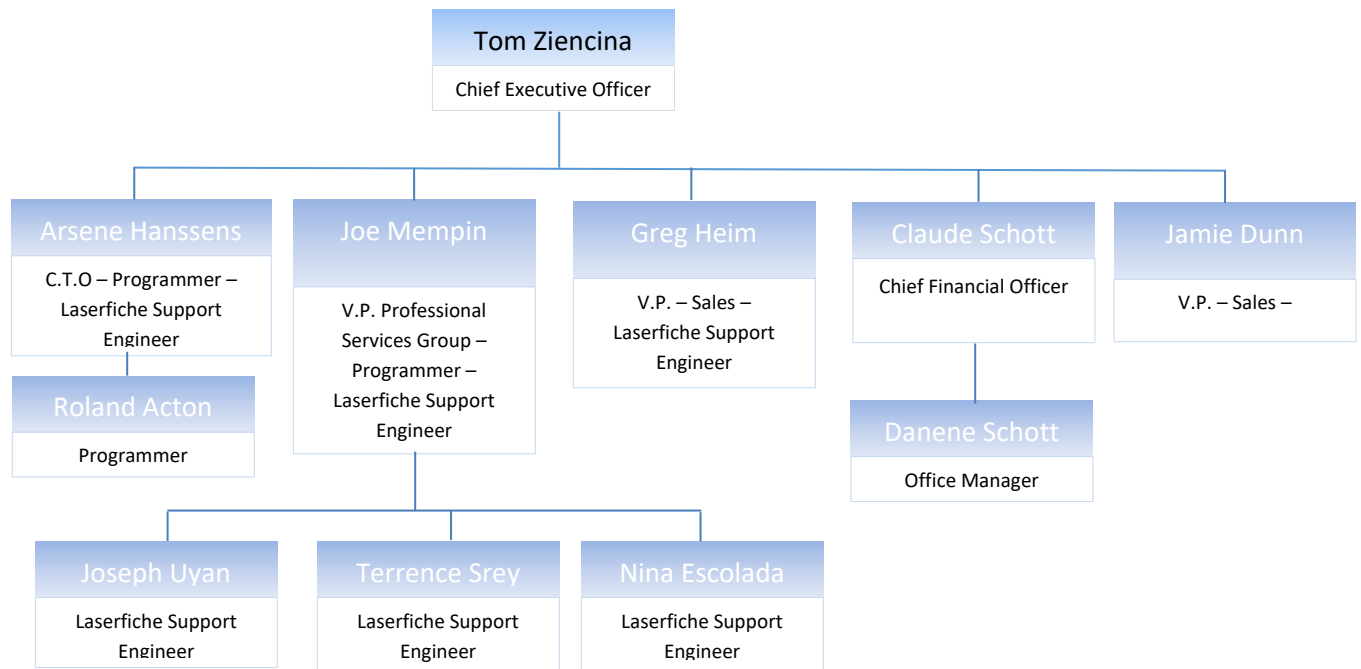 Tom Ziencina
Chief Executive Officer
Arsene Hanssens
C.T.O – Programmer –
Laserfiche Support
Engineer
Joe Mempin
V.P. Professional
Services Group –
Programmer –
Laserfiche Support
Engineer
Greg Heim
V.P. – Sales –
Laserfiche Support
Engineer
Claude Schott
Chief Financial Officer
Jamie Dunn
V.P. – Sales –
Roland Acton
Programmer
Danene Schott
Office Manager
Joseph Uyan
Laserfiche Support
Engineer
Terrence Srey
Laserfiche Support
Engineer
Nina Escolada
Laserfiche Support
Engineer